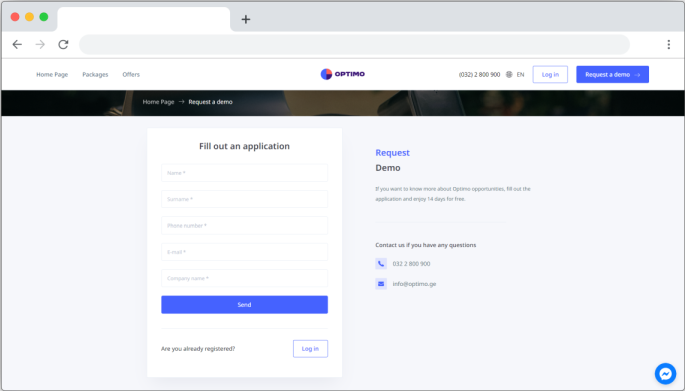 Home Page
Packages
Offers
OPTIMO
(032) 2 800 900
EN
Log in
Request a demo →
Home Page → Request a demo
Fill out an application
Name *
Surname *
Phone number *
E-mail *
Company name *
Send
Are you already registered?
Log in
Request
Demo
If you want to know more about Optimo opportunities, fill out the
application and enjoy 14 days for free.
Contact us if you have any questions
032 2 800 900
info@optimo.ge